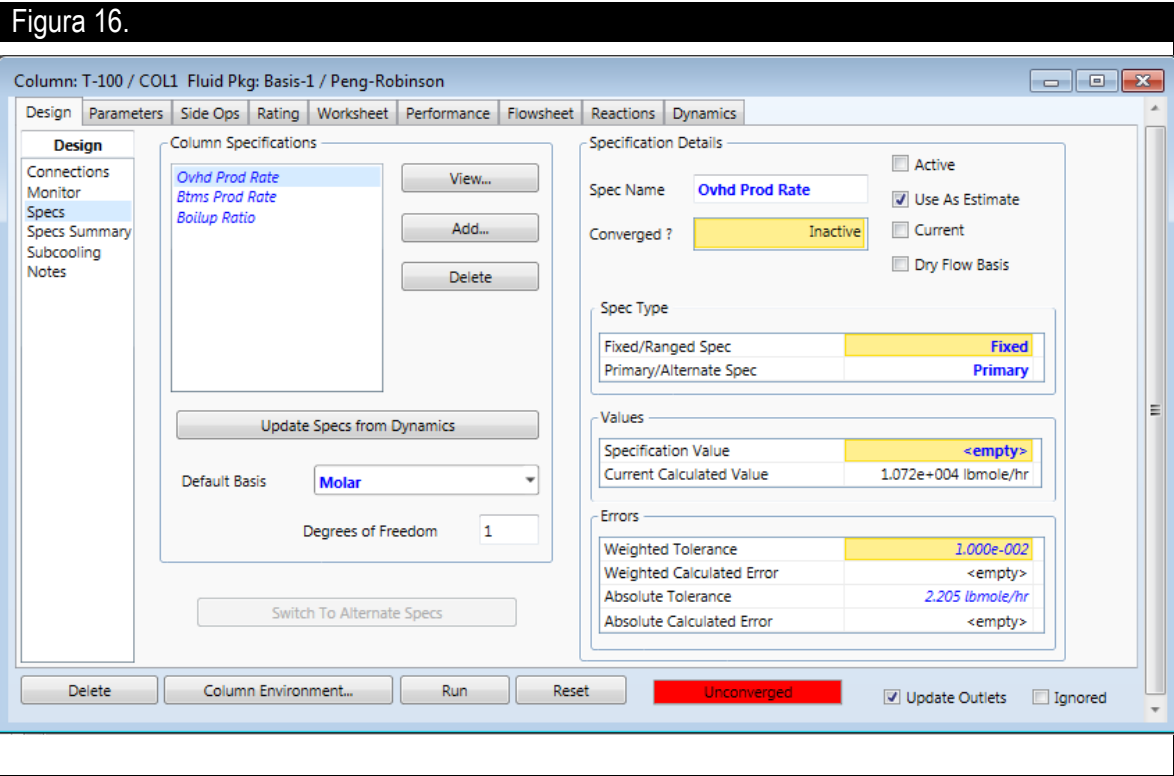 Figura 16.
Column: T-100 / COL1 Fluid Pkg: Basis-1 / Peng-Robinson
Design Parameters Side Ops Rating Worksheet Performance Flowsheet Reactions Dynamics
Design
Connections
Monitor
Specs
Specs Summary
Subcooling
Notes
Column Specifications
Ovhd Prod Rate
Btms Prod Rate
Boilup Ratio
View...
Add...
Delete
Update Specs from Dynamics
Default Basis Molar
Degrees of Freedom 1
Switch To Alternate Specs
Specification Details
Spec Name Ovhd Prod Rate
Converged ? Inactive
Active
Use As Estimate
Current
Dry Flow Basis
Spec Type
Fixed/Ranged Spec Fixed
Primary/Alternate Spec Primary
Values
Specification Value <empty>
Current Calculated Value 1.072e+004 lbmole/hr
Errors
Weighted Tolerance 1.000e-002
Weighted Calculated Error <empty>
Absolute Tolerance 2.205 lbmole/hr
Absolute Calculated Error <empty>
Delete Column Environment... Run Reset Unconverged Update Outlets Ignored